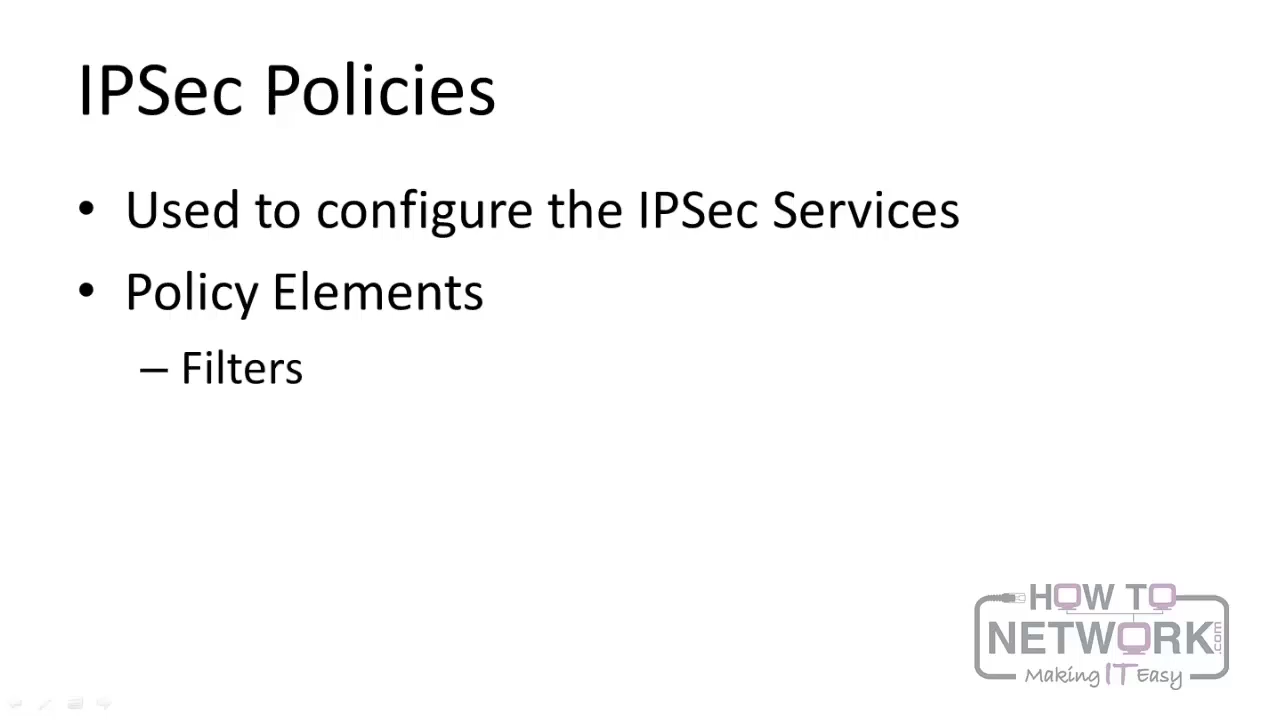 IPSec Policies
• Used to configure the IPSec Services
• Policy Elements
– Filters
HOW TO
NETWORK.com
Making IT Easy